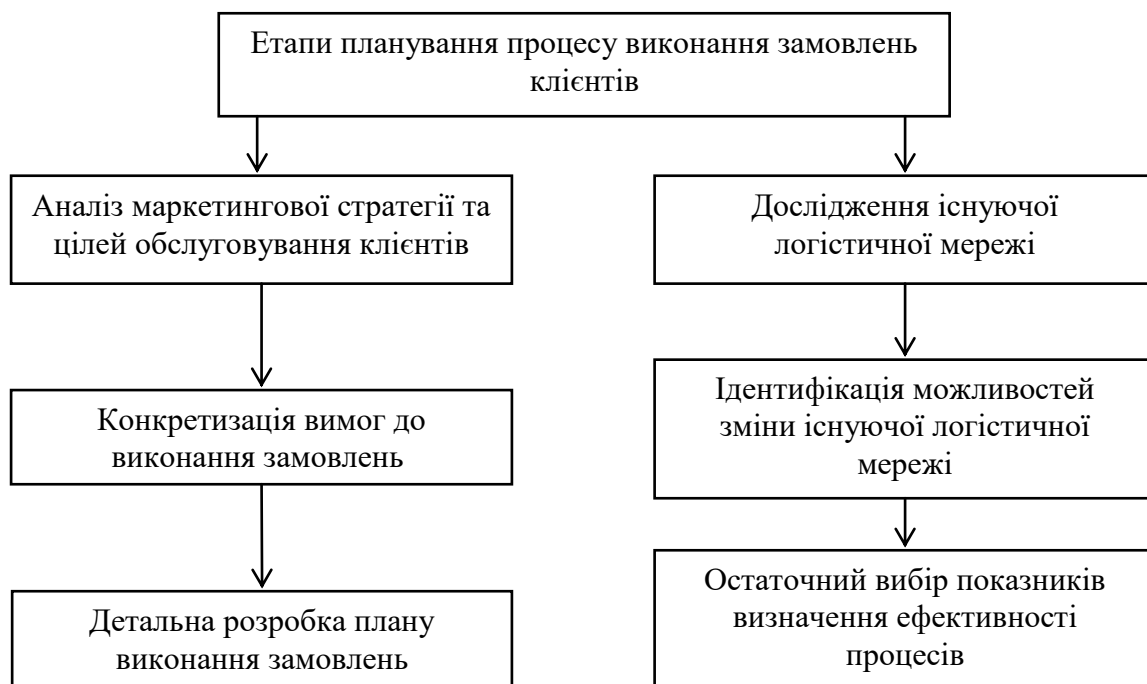 Етапи планування процесу виконання замовлень
клієнтів
Аналіз маркетингової стратегії та
цілей обслуговування клієнтів
Дослідження існуючої
логістичної мережі
Конкретизація вимог до
виконання замовлень
Ідентифікація можливостей
зміни існуючої логістичної
мережі
Детальна розробка плану
виконання замовлень
Остаточний вибір показників
визначення ефективності
процесів